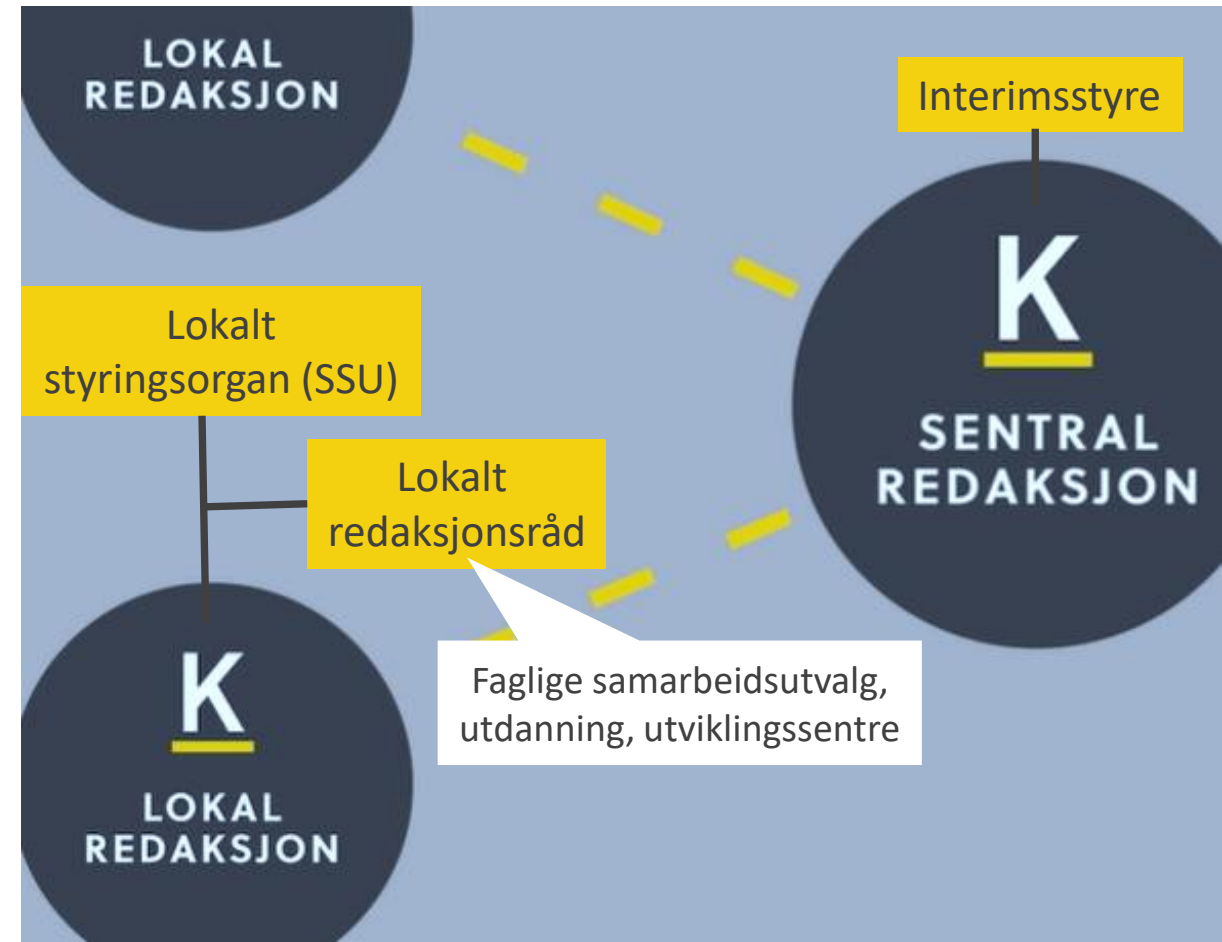 LOKAL
REDAKSJON
Interimsstyre
K
SENTRAL
REDAKSJON
Lokalt
styringsorgan (SSU)
Lokalt
redaksjonsråd
Faglige samarbeidsutvalg,
utdanning, utviklingssentre
K
LOKAL
REDAKSJON